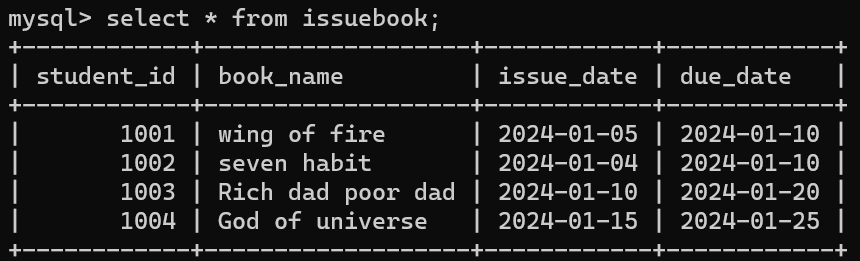 mysql> select * from issuebook;
+------------+------------------+------------+------------+
| student_id | book_name        | issue_date | due_date   |
+------------+------------------+------------+------------+
|       1001 | wing of fire     | 2024-01-05 | 2024-01-10 |
|       1002 | seven habit      | 2024-01-04 | 2024-01-10 |
|       1003 | Rich dad poor dad | 2024-01-10 | 2024-01-20 |
|       1004 | God of universe  | 2024-01-15 | 2024-01-25 |
+------------+------------------+------------+------------+